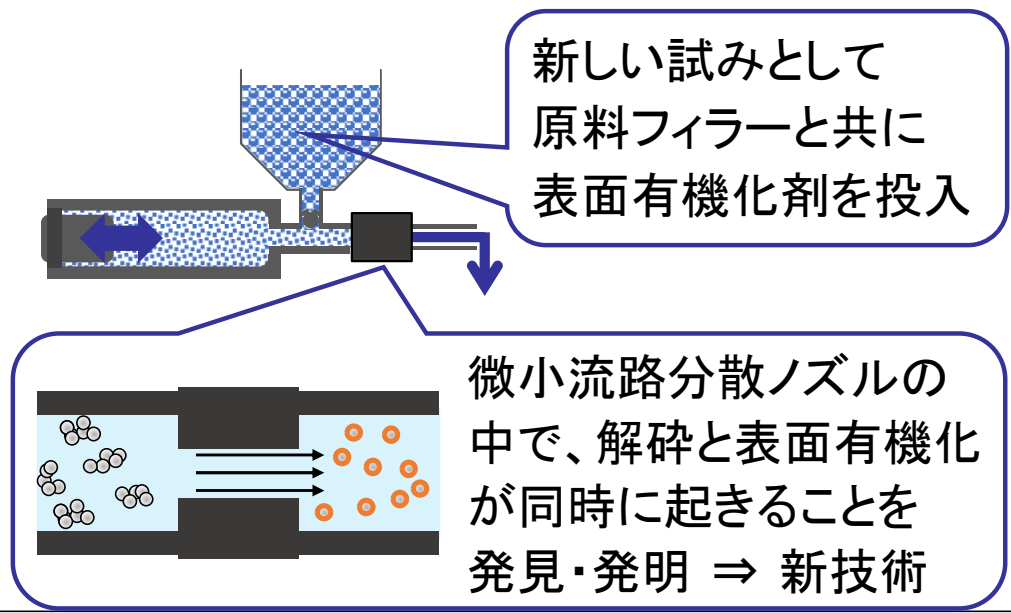 新しい試みとして
原料フィラーと共に
表面有機化剤を投入
微小流路分散ノズルの
中で、解砕と表面有機化
が同時に起きることを
発見・発明 ⇒ 新技術